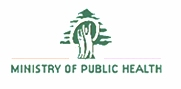 MINISTRY OF PUBLIC HEALTH